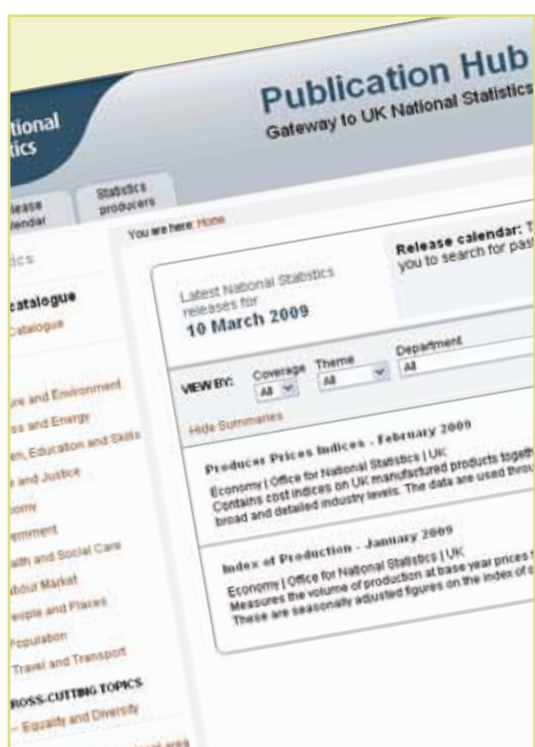 Publication Hub
Gateway to UK National Statistics
tional
tics
lease
lendar
Statistics
producers
You are here: Home
tics
catalogue
Catalogue
re and Environment
ss and Energy
en, Education and Skills
e and Justice
nomy
ernment
alth and Social Care
abour Market
eople and Places
Population
Travel and Transport
ROSS-CUTTING TOPICS
– Equality and Diversity
area
Latest National Statistics
releases for
10 March 2009
Release calendar: T
you to search for past
VIEW BY:
Coverage
All
Theme
All
Department
All
Hide Summaries
Producer Prices Indices - February 2009
Economy | Office for National Statistics | UK
Contains cost indices on UK manufactured products togeth
broad and detailed industry levels. The data are used throu
Index of Production - January 2009
Economy | Office for National Statistics | UK
Measures the volume of production at base year prices f
These are seasonally adjusted figures on the index of o